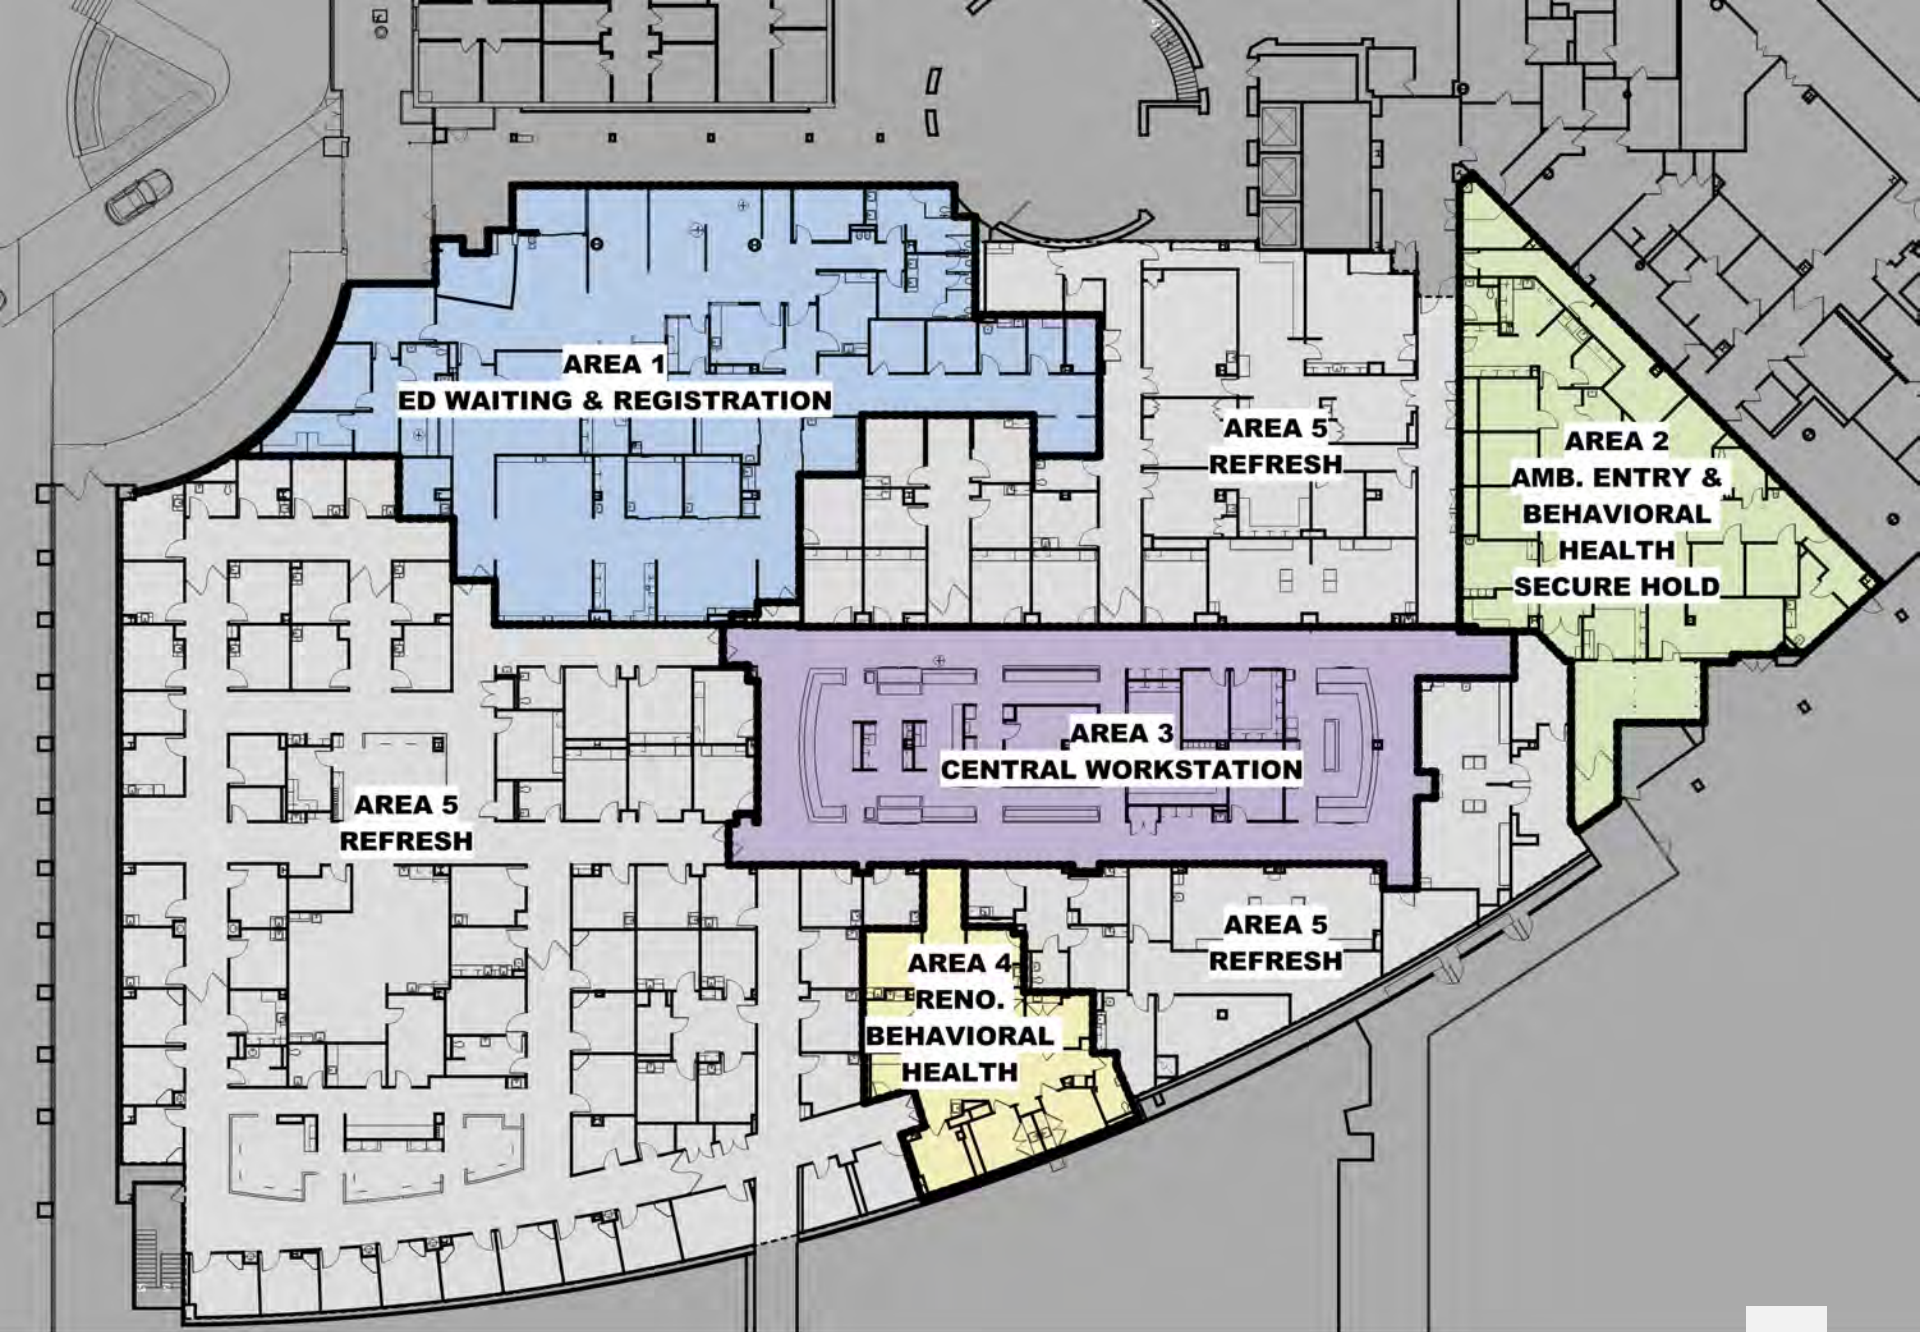 AREA 1
ED WAITING & REGISTRATION
AREA 5
REFRESH
AREA 2
AMB. ENTRY &
BEHAVIORAL
HEALTH
SECURE HOLD
AREA 3
CENTRAL WORKSTATION
AREA 5
REFRESH
AREA 5
REFRESH
AREA 4
RENO.
BEHAVIORAL
HEALTH